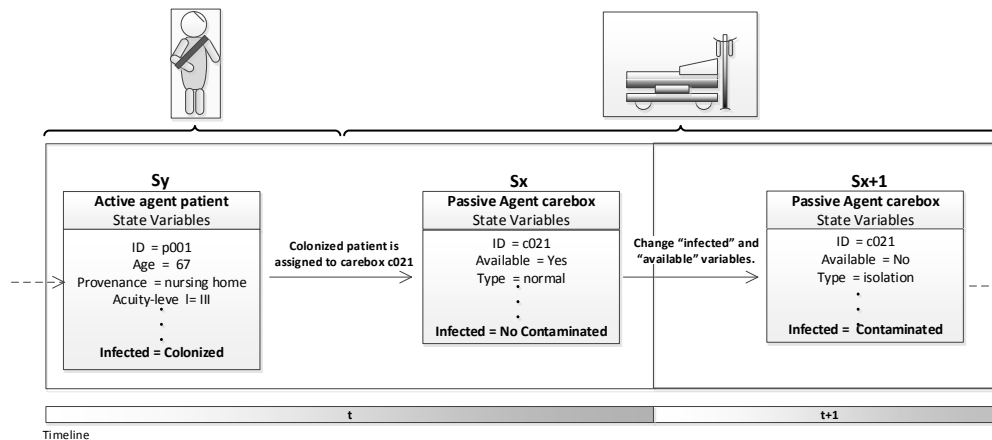 Sy
Active agent patient
State Variables
ID = p001
Age = 67
Provenance = nursing home
Acuity-level l= III
Infected = Colonized
Colonized patient is
assigned to carebox c021
Sx
Passive Agent carebox
State Variables
ID = c021
Available = Yes
Type = normal
Infected = No Contaminated
Change “infected” and
“available” variables.
Sx+1
Passive Agent carebox
State Variables
ID = c021
Available = No
Type = isolation
Infected = Contaminated
t
t+1
Timeline